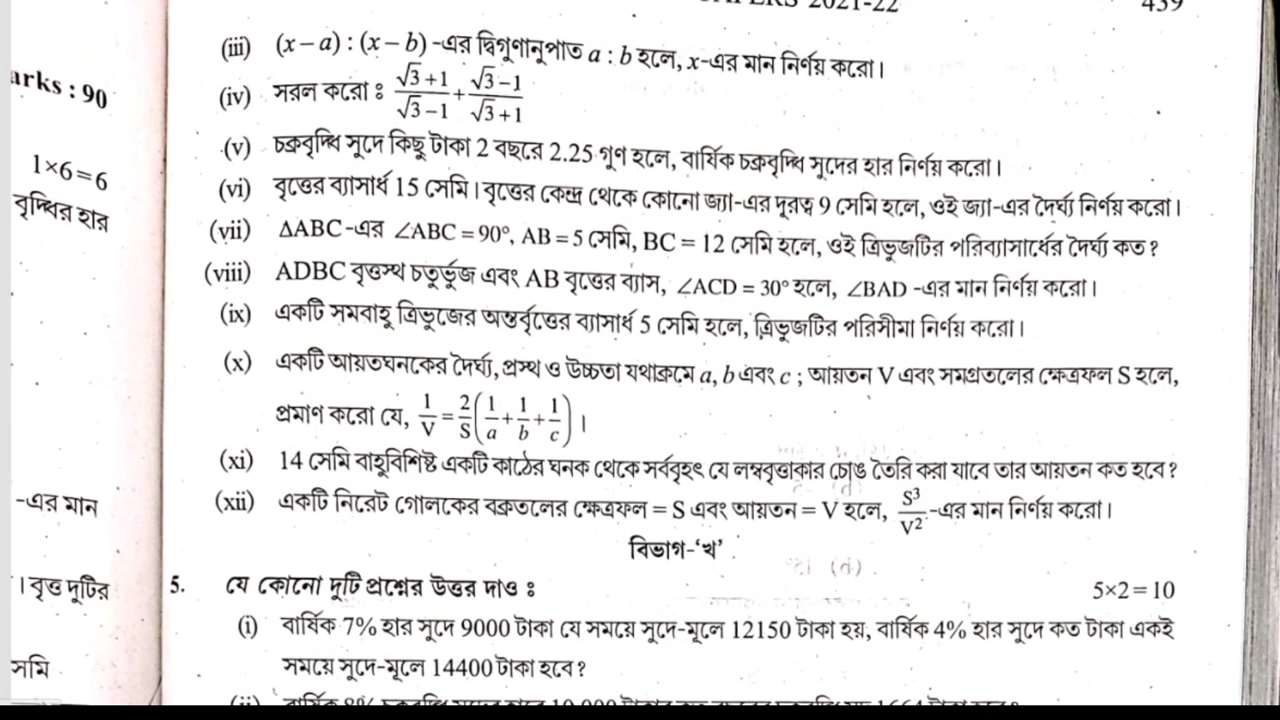 2021-22
439
arks : 90
1×6=6
বৃদ্ধির হার
-এর মান
। বৃত্ত দুটির
সেমি
(iii) (x – a) : (x – b) -এর দ্বিগুণানুপাত a : b হলে, x-এর মান নির্ণয় করো।
(iv) সরল করো ঃ (√3+1)/(√3–1) + (√3–1)/(√3+1)
(v) চক্রবৃদ্ধি সুদে কিছু টাকা 2 বছরে 2.25 গুণ হলে, বার্ষিক চক্রবৃদ্ধি সুদের হার নির্ণয় করো।
(vi) বৃত্তের ব্যাসার্ধ 15 সেমি। বৃত্তের কেন্দ্র থেকে কোনো জ্যা-এর দূরত্ব 9 সেমি হলে, ওই জ্যা-এর দৈর্ঘ্য নির্ণয় করো।
(vii) ΔABC-এর ∠ABC = 90°, AB = 5 সেমি, BC = 12 সেমি হলে, ওই ত্রিভুজটির পরিব্যাসার্ধের দৈর্ঘ্য কত ?
(viii) ADBC বৃত্তস্থ চতুর্ভুজ এবং AB বৃত্তের ব্যাস, ∠ACD = 30° হলে, ∠BAD -এর মান নির্ণয় করো।
(ix) একটি সমবাহু ত্রিভুজের অন্তর্বৃত্তের ব্যাসার্ধ 5 সেমি হলে, ত্রিভুজটির পরিসীমা নির্ণয় করো।
(x) একটি আয়তঘনকের দৈর্ঘ্য, প্রস্থ ও উচ্চতা যথাক্রমে a, b এবং c ; আয়তন V এবং সমগ্রতলের ক্ষেত্রফল S হলে,
প্রমাণ করো যে, 1/V = 2/S (1/a + 1/b + 1/c) ।
(xi) 14 সেমি বাহুবিশিষ্ট একটি কাঠের ঘনক থেকে সর্ববৃহৎ যে লম্ববৃত্তাকার চোঙ তৈরি করা যাবে তার আয়তন কত হবে ?
(xii) একটি নিরেট গোলকের বক্রতলের ক্ষেত্রফল = S এবং আয়তন = V হলে, S³/V² -এর মান নির্ণয় করো।
বিভাগ-‘খ’
5. যে কোনো দুটি প্রশ্নের উত্তর দাও ঃ 5×2=10
(i) বার্ষিক 7% হার সুদে 9000 টাকা যে সময়ে সুদে-মূলে 12150 টাকা হয়, বার্ষিক 4% হার সুদে কত টাকা একই
সময়ে সুদে-মূলে 14400 টাকা হবে ?